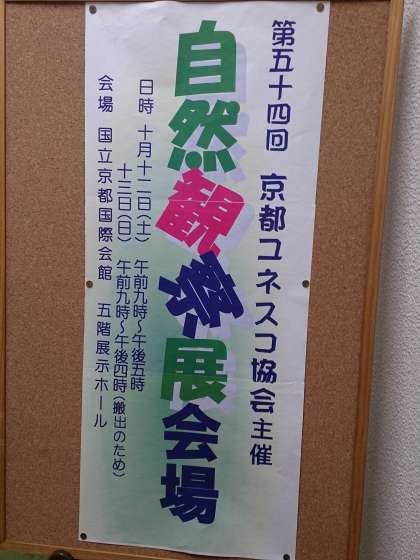 第五十四回 京都ユネスコ協会主催
自然観察展会場
日時 十月十二日(土) 午前九時~午後五時
十三日(日) 午前九時~午後四時(搬出のため)
会場 国立京都国際会館 五階展示ホール